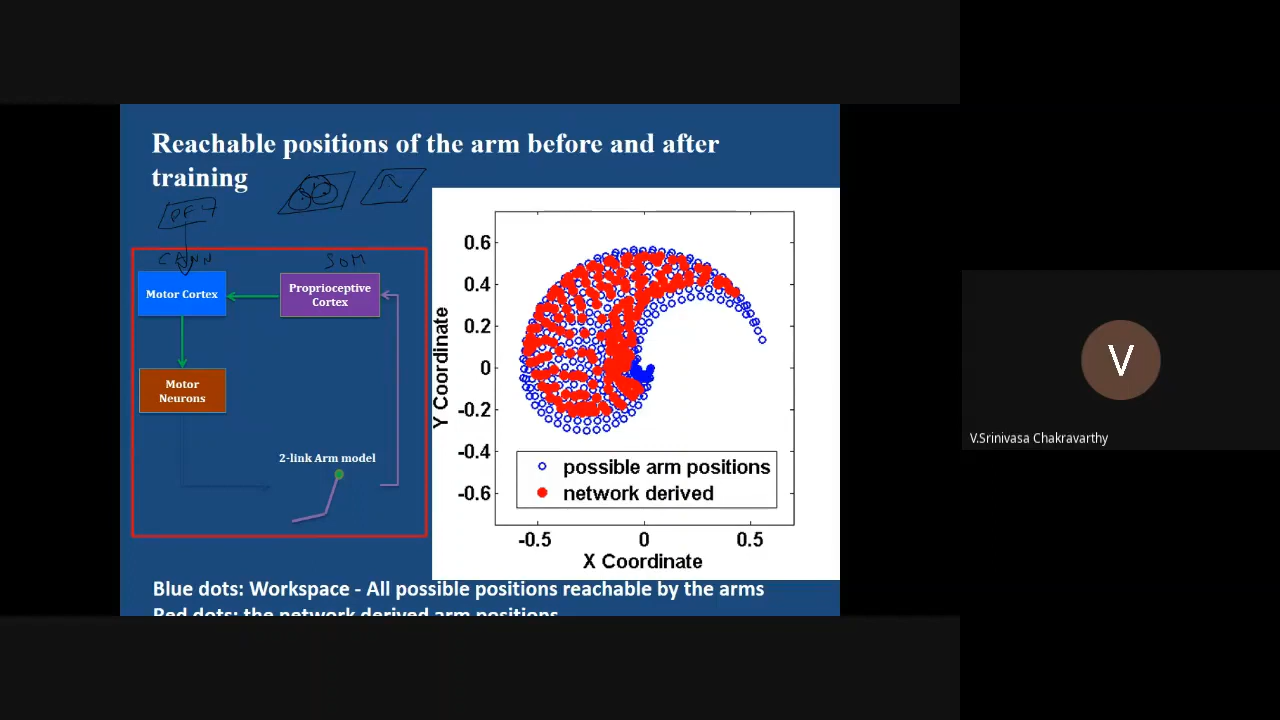 Reachable positions of the arm before and after
training
PFC
CANN
SOM
Motor Cortex
Proprioceptive
Cortex
Motor
Neurons
2-link Arm model
Y Coordinate
0.6
0.4
0.2
0
-0.2
-0.4
-0.6
possible arm positions
network derived
-0.5
0
0.5
X Coordinate
Blue dots: Workspace - All possible positions reachable by the arms
Red dots: the network derived arm positions
V
V.Srinivasa Chakravarthy